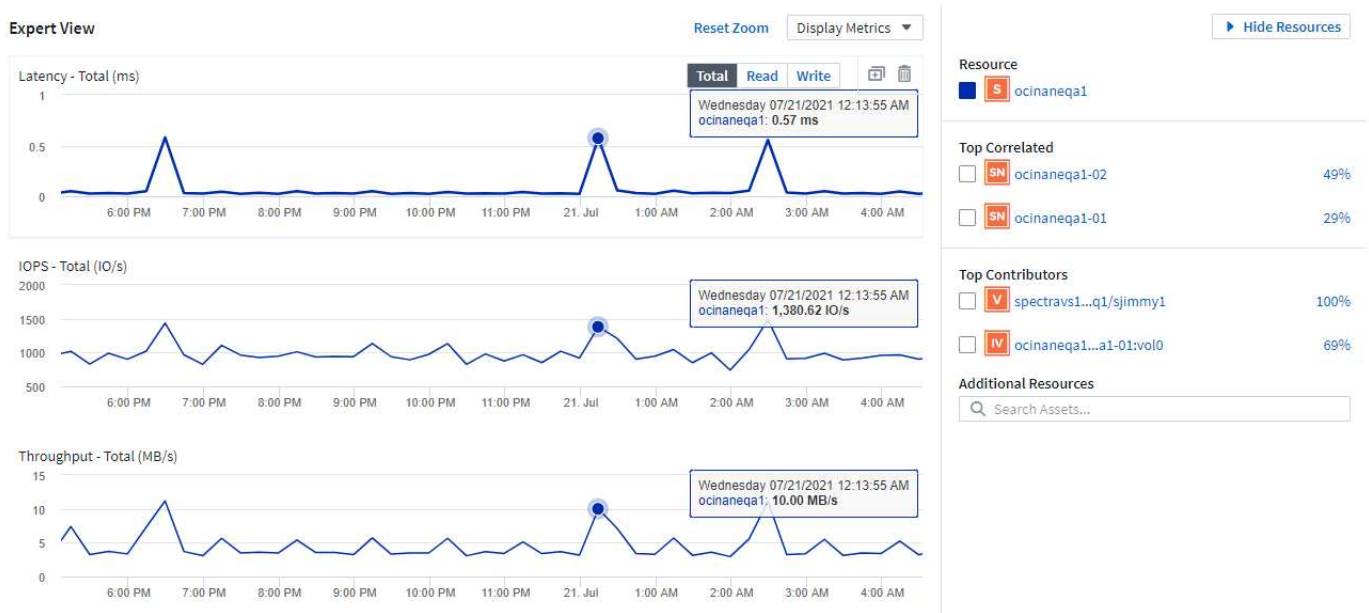 Expert View
Reset Zoom
Display Metrics
Hide Resources
Latency - Total (ms)
Total Read Write
1
0.5
0
Wednesday 07/21/2021 12:13:55 AM
ocinaneqa1: 0.57 ms
6:00 PM 7:00 PM 8:00 PM 9:00 PM 10:00 PM 11:00 PM 21. Jul 1:00 AM 2:00 AM 3:00 AM 4:00 AM
IOPS - Total (IO/s)
2000
1500
1000
500
Wednesday 07/21/2021 12:13:55 AM
ocinaneqa1: 1,380.62 IO/s
6:00 PM 7:00 PM 8:00 PM 9:00 PM 10:00 PM 11:00 PM 21. Jul 1:00 AM 2:00 AM 3:00 AM 4:00 AM
Throughput - Total (MB/s)
15
10
5
0
Wednesday 07/21/2021 12:13:55 AM
ocinaneqa1: 10.00 MB/s
6:00 PM 7:00 PM 8:00 PM 9:00 PM 10:00 PM 11:00 PM 21. Jul 1:00 AM 2:00 AM 3:00 AM 4:00 AM
Resource
S ocinaneqa1
Top Correlated
SN ocinaneqa1-02 49%
SN ocinaneqa1-01 29%
Top Contributors
V spectravs1...q1/sjimmy1 100%
IV ocinaneqa1...a1-01:vol0 69%
Additional Resources
Search Assets...